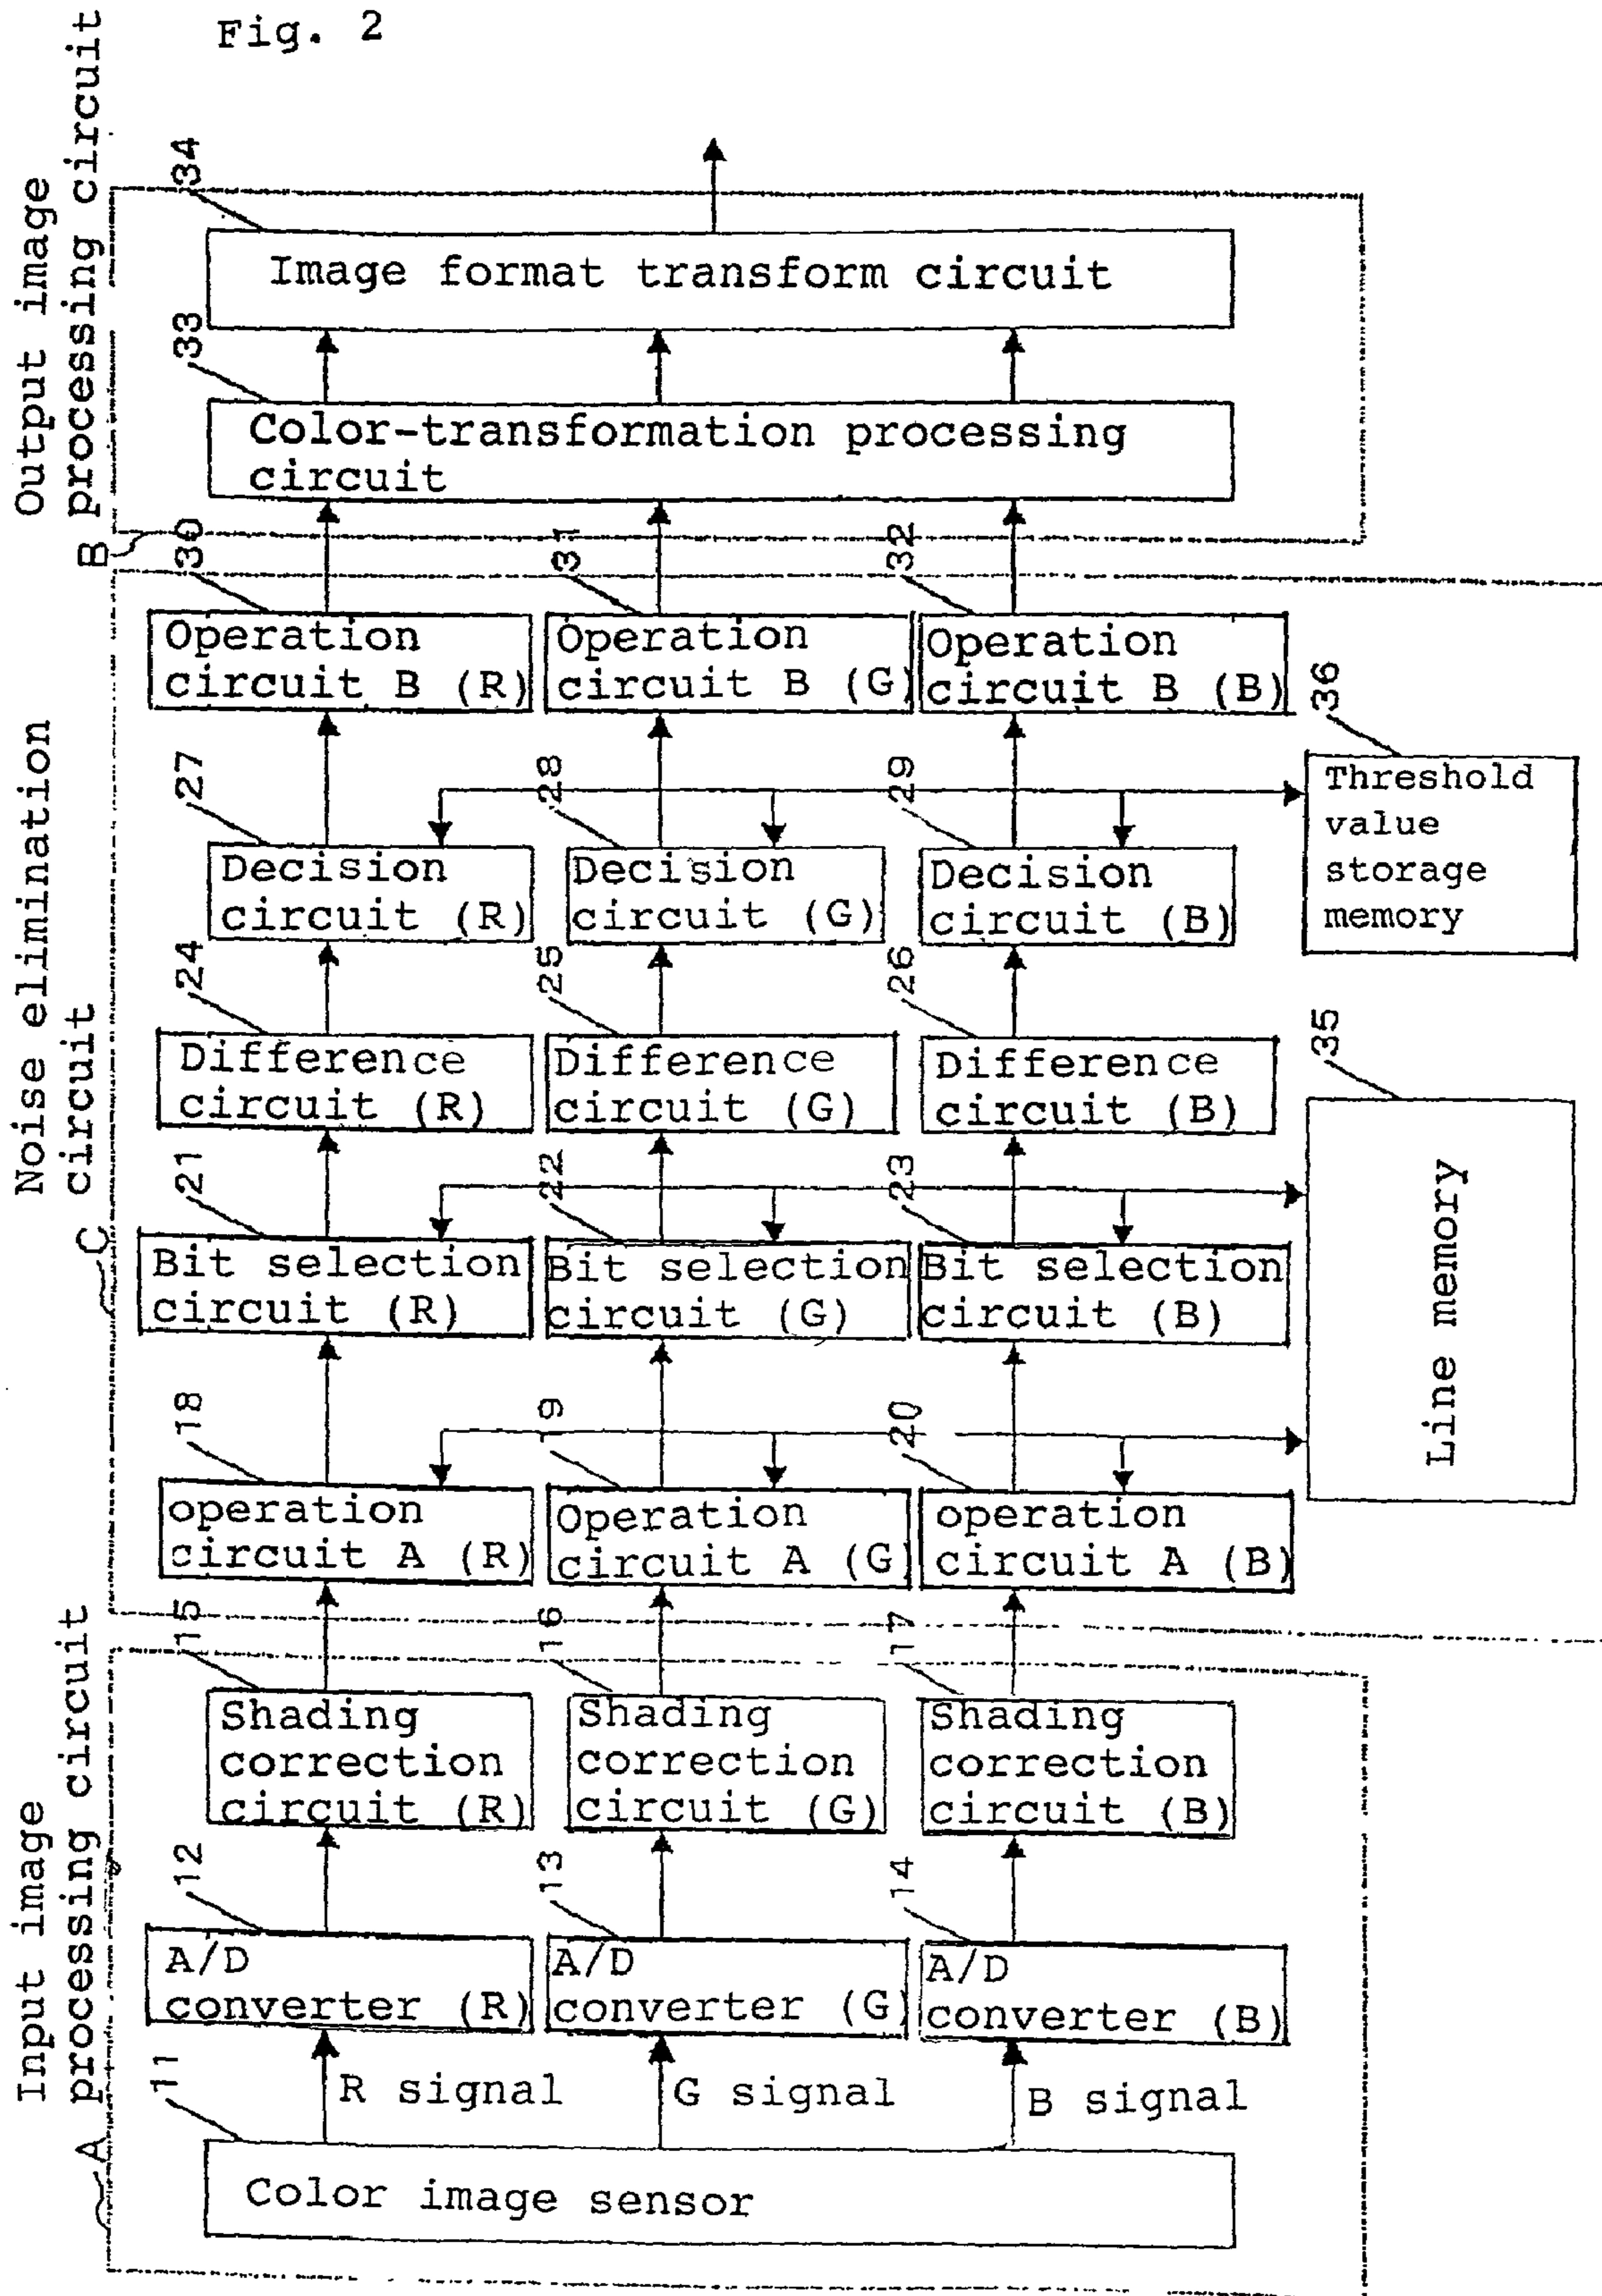 Fig. 2
Output image
processing circuit
B
34
Image format transform circuit
33
Color-transformation processing
circuit
Noise elimination
circuit
C
30
Operation
circuit B (R)
31
Operation
circuit B (G)
32
Operation
circuit B (B)
27
Decision
circuit (R)
28
Decision
circuit (G)
29
Decision
circuit (B)
36
Threshold
value
storage
memory
24
Difference
circuit (R)
25
Difference
circuit (G)
26
Difference
circuit (B)
21
Bit selection
circuit (R)
22
Bit selection
circuit (G)
23
Bit selection
circuit (B)
35
Line memory
18
operation
circuit A (R)
19
Operation
circuit A (G)
20
operation
circuit A (B)
Input image
processing circuit
A
15
Shading
correction
circuit (R)
16
Shading
correction
circuit (G)
17
Shading
correction
circuit (B)
12
A/D
converter (R)
13
A/D
converter (G)
14
A/D
converter (B)
R signal
G signal
B signal
11
Color image sensor